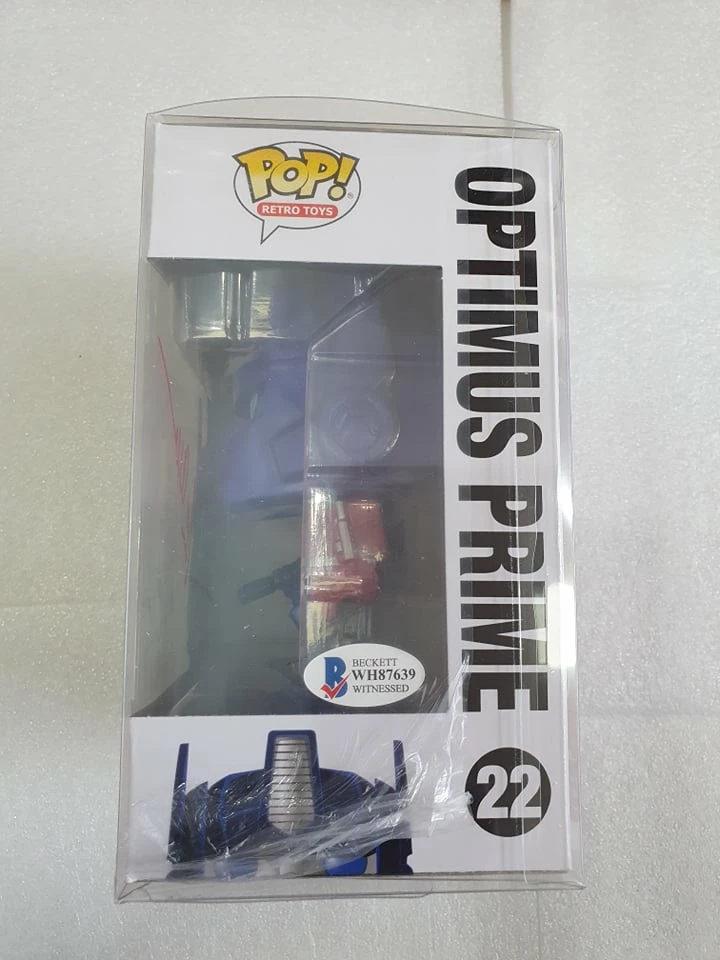 POP!
RETRO TOYS
OPTIMUS PRIME
22
BECKETT
WH87639
WITNESSED